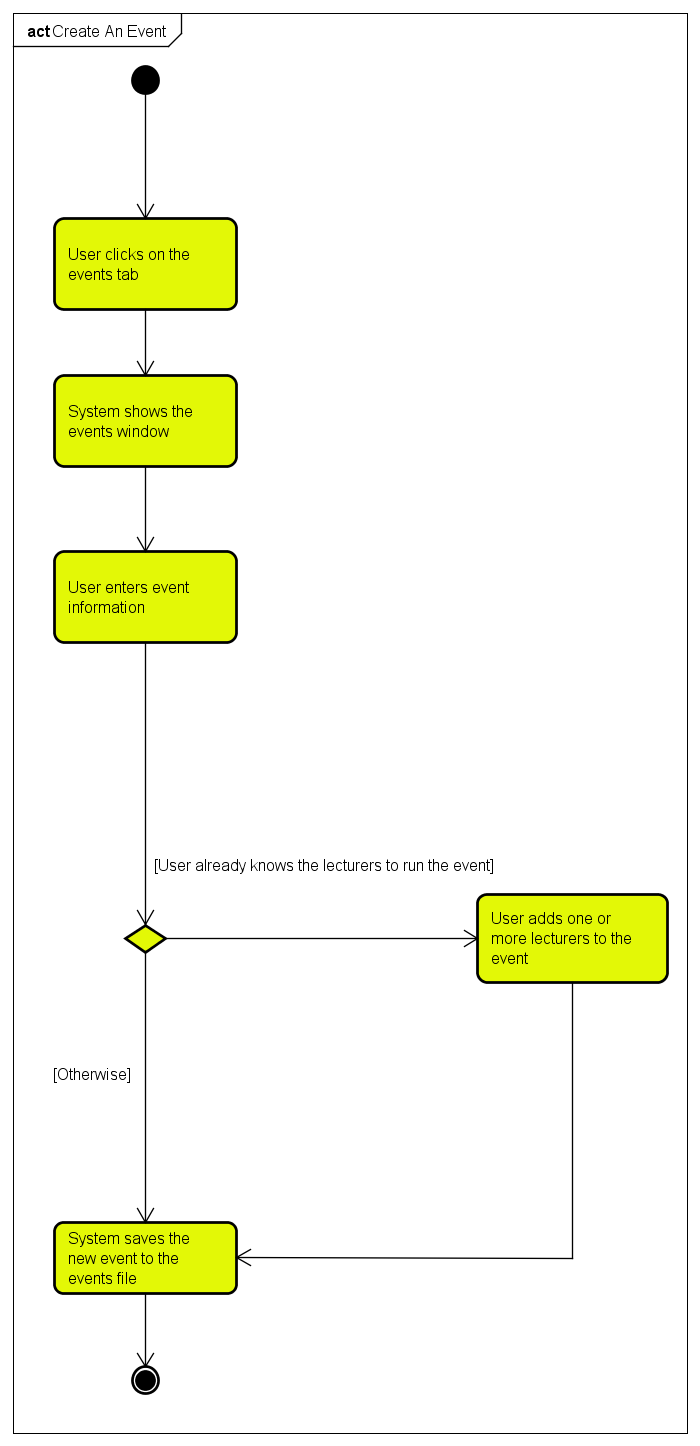 act Create An Event
User clicks on the
events tab
System shows the
events window
User enters event
information
[User already knows the lecturers to run the event]
User adds one or
more lecturers to the
event
[Otherwise]
System saves the
new event to the
events file